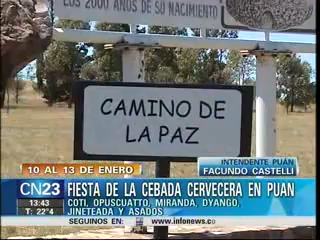 LOS 2000 AÑOS DE SU NACIMIENTO
CAMINO DE
LA PAZ
INTENDENTE PUÁN
FACUNDO CASTELLI
10 AL 13 DE ENERO
CN23
FIESTA DE LA CEBADA CERVECERA EN PUAN
13:43
COTI, OPUSCUATTO, MIRANDA, DYANGO,
T: 22..4
JINETEADA Y ASADOS
SEGUINOS EN
www.infonews.co